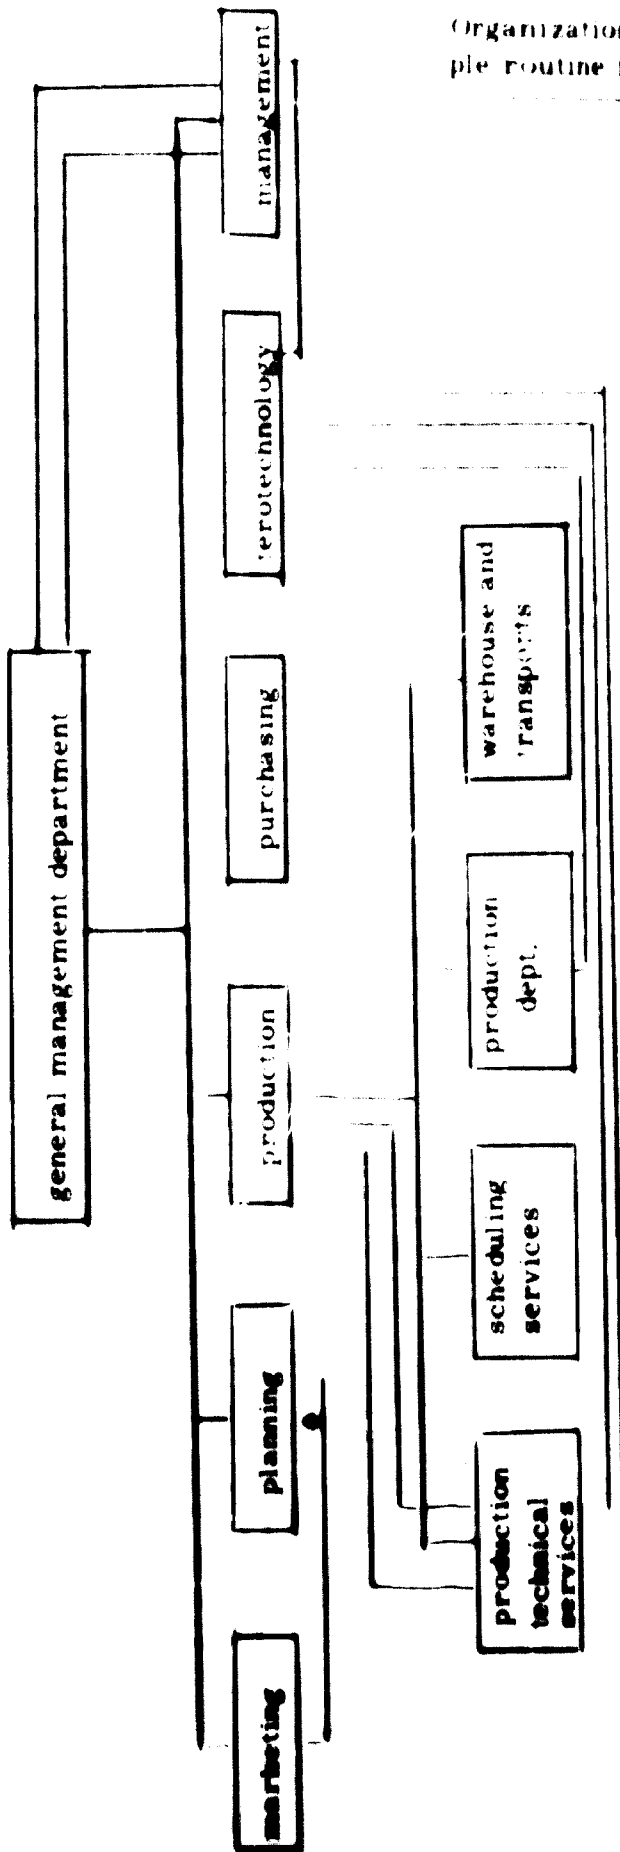 Organization
ple routine
general management department
marketing
planning
production
purchasing
terotechnology
management
production
technical
services
scheduling
services
production
dept.
warehouse and
transports